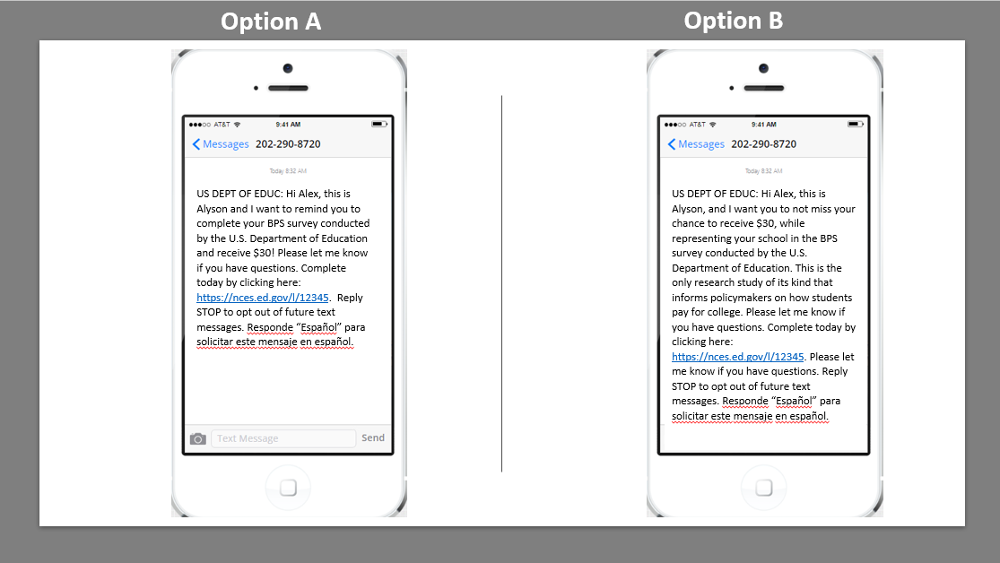 Option A
Option B
●●●○○ AT&T
9:41 AM
Messages 202-290-8720
Today 8:32 AM
US DEPT OF EDUC: Hi Alex, this is
Alyson and I want to remind you to
complete your BPS survey conducted
by the U.S. Department of Education
and receive $30! Please let me know
if you have questions. Complete
today by clicking here:
https://nces.ed.gov/l/12345. Reply
STOP to opt out of future text
messages. Responde “Español” para
solicitar este mensaje en español.
Text Message
Send
●●●○○ AT&T
9:41 AM
Messages 202-290-8720
Today 8:32 AM
US DEPT OF EDUC: Hi Alex, this is
Alyson, and I want you to not miss your
chance to receive $30, while
representing your school in the BPS
survey conducted by the U.S.
Department of Education. This is the
only research study of its kind that
informs policymakers on how students
pay for college. Please let me know if
you have questions. Complete today by
clicking here:
https://nces.ed.gov/l/12345. Please let
me know if you have questions. Reply
STOP to opt out of future text
messages. Responde “Español” para
solicitar este mensaje en español.